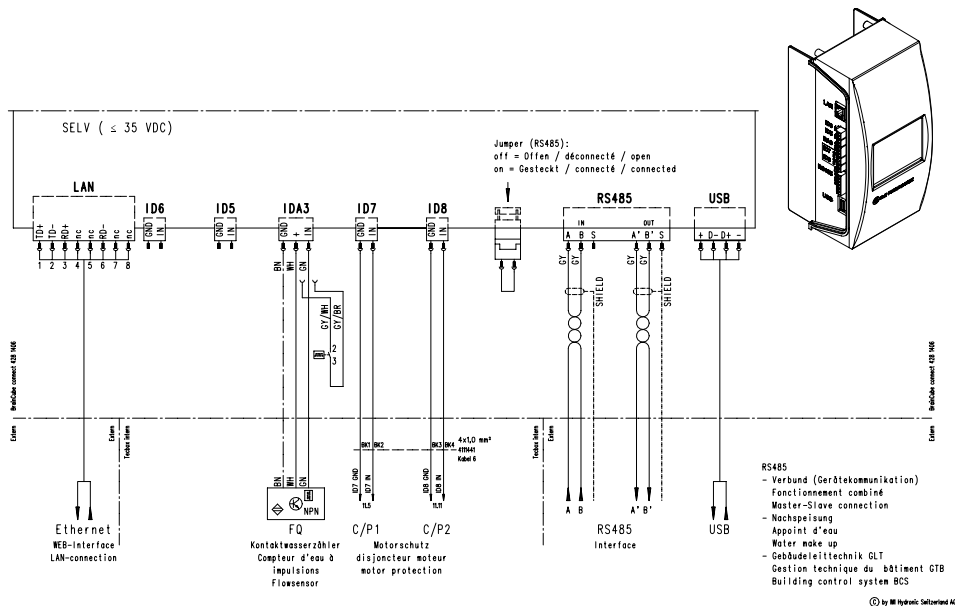 SELV ( ≤ 35 VDC)
Jumper (RS485):
off = Offen / déconnecté / open
on = Gesteckt / connecté / connected
LAN
ID6
ID5
IDA3
ID7
ID8
RS485
USB
IN OUT
TD+ TD- RD+ nc nc RD- nc nc
GND IN
GND IN
GND + IN
GND IN
GND IN
A B S A' B' S
+ D- D+ -
1 2 3 4 5 6 7 8
BN WH GN
GY GY
GY GY
SHIELD
SHIELD
GY/WH
GY/BR
2
3
BrainCube connect 428 1406
BrainCube connect 428 1406
Extern
Tecbox intern
Tecbox intern
Extern
Extern
BK1 BK2
BK3 BK4
4x1,0 mm²
4111441
Kabel 6
ID7 GND
ID7 IN
ID8 GND
ID8 IN
11.5
11.11
BN WH GN
NPN
A B A' B'
Ethernet
WEB-Interface
LAN-connection
FQ
Kontaktwasserzähler
Compteur d'eau à
impulsions
Flowsensor
C/P1 C/P2
Motorschutz
disjoncteur moteur
motor protection
RS485
Interface
USB
RS485
- Verbund (Gerätekommunikation)
Fonctionnement combiné
Master-Slave connection
- Nachspeisung
Appoint d'eau
Water make up
- Gebäudeleittechnik GLT
Gestion technique du bâtiment GTB
Building control system BCS
© by IMI Hydronic Switzerland AG